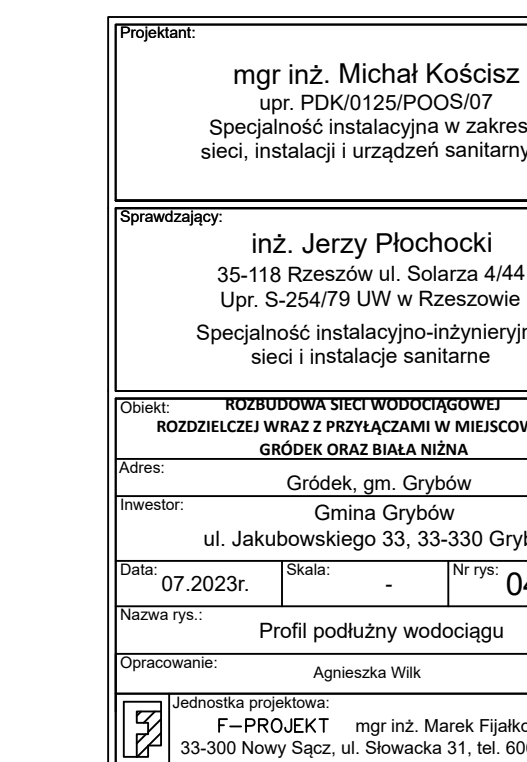 Projektant:
mgr inż. Michał Kościsz
upr. PDK/0125/POOS/07
Specjalność instalacyjna w zakres
sieci, instalacji i urządzeń sanitarny
Sprawdzający:
inż. Jerzy Płochocki
35-118 Rzeszów ul. Solarza 4/44
Upr. S-254/79 UW w Rzeszowie
Specjalność instalacyjno-inżynieryjn
sieci i instalacje sanitarne
Obiekt: ROZBUDOWA SIECI WODOCIĄGOWEJ
ROZDZIELCZEJ WRAZ Z PRZYŁĄCZAMI W MIEJSCOW
GRÓDEK ORAZ BIAŁA NIŻNA
Adres:
Gródek, gm. Grybów
Inwestor:
Gmina Grybów
ul. Jakubowskiego 33, 33-330 Gryb
Data: 07.2023r. Skala: - Nr rys: 04
Nazwa rys.:
Profil podłużny wodociągu
Opracowanie:
Agnieszka Wilk
Jednostka projektowa:
F-PROJEKT mgr inż. Marek Fijałko
33-300 Nowy Sącz, ul. Słowacka 31, tel. 60